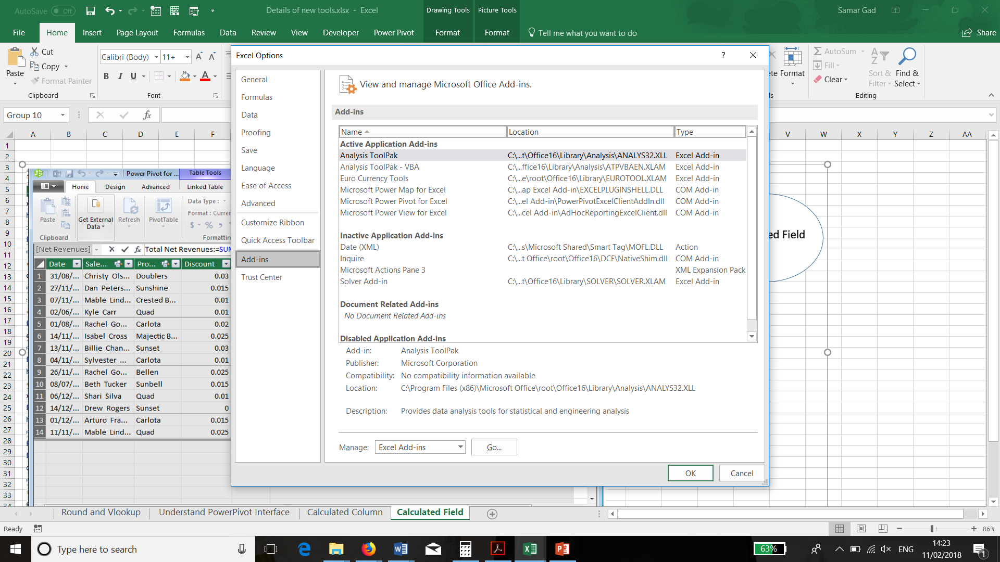 AutoSave Off
Details of new tools.xlsx - Excel
Drawing Tools
Picture Tools
Samar Gad
File Home Insert Page Layout Formulas Data Review View Developer Power Pivot Format Format Tell me what you want to do Share
Paste
Cut
Copy
Format Painter
Clipboard
Calibri (Body) 11+
B I U
Font
Format
AutoSum
Fill
Clear
Sort & Filter
Find & Select
Editing
Group 10
fx
A B C D E F V W X Y Z AA
1
2
3
4
5
6
7
8
9
10
11
12
13
14
15
16
17
18
19
20
21
22
23
24
25
26
27
28
29
30
31
32
33
34
Power Pivot for ... Table Tools
Home Design Advanced Linked Table
Paste
Clipboard
Get External Data
Refresh
PivotTable
Data Type :
Format : Currer
$ % ,
Formattin
[Net Revenues] fx Total Net Revenues:=SUM
Date Sale... Pro... Discount
1 31/08/... Christy Ols... Doublers 0.03
2 27/11/... Dan Peters... Sunshine 0.015
3 07/11/... Mable Lind... Crested B... 0.01
4 02/06/... Kyle Carr Quad 0.01
5 01/08/... Rachel Go... Carlota 0.02
6 14/11/... Isabel Cross Majectic B... 0.025
7 13/11/... Billie Chan... Sunset 0.03
8 04/11/... Sylvester ... Carlota 0.01
9 26/11/... Rachel Go... Bellen 0.025
10 08/07/... Beth Tucker Sunbell 0.015
11 06/12/... Shari Silva Quad 0.01
12 14/12/... Drew Rogers Sunset 0
13 01/12/... Arturo Fra... Carlota 0.015
14 11/11/... Mable Lind... Quad 0.025
Excel Options ?
General
Formulas
Data
Proofing
Save
Language
Ease of Access
Advanced
Customize Ribbon
Quick Access Toolbar
Add-ins
Trust Center
View and manage Microsoft Office Add-ins.
Add-ins
Name Location Type
Active Application Add-ins
Analysis ToolPak C:\...t\Office16\Library\Analysis\ANALYS32.XLL Excel Add-in
Analysis ToolPak - VBA C:\...ffice16\Library\Analysis\ATPVBAEN.XLAM Excel Add-in
Euro Currency Tools C:\...e\root\Office16\Library\EUROTOOL.XLAM Excel Add-in
Microsoft Power Map for Excel C:\...ap Excel Add-in\EXCELPLUGINSHELL.DLL COM Add-in
Microsoft Power Pivot for Excel C:\...el Add-in\PowerPivotExcelClientAddIn.dll COM Add-in
Microsoft Power View for Excel C:\...cel Add-in\AdHocReportingExcelClient.dll COM Add-in
Inactive Application Add-ins
Date (XML) C:\...s\Microsoft Shared\Smart Tag\MOFL.DLL Action
Inquire C:\...t Office\root\Office16\DCF\NativeShim.dll COM Add-in
Microsoft Actions Pane 3 XML Expansion Pack
Solver Add-in C:\...t\Office16\Library\SOLVER\SOLVER.XLAM Excel Add-in
Document Related Add-ins
No Document Related Add-ins
Disabled Application Add-ins
Add-in: Analysis ToolPak
Publisher: Microsoft Corporation
Compatibility: No compatibility information available
Location: C:\Program Files (x86)\Microsoft Office\root\Office16\Library\Analysis\ANALYS32.XLL
Description: Provides data analysis tools for statistical and engineering analysis
Manage: Excel Add-ins Go...
OK Cancel
ed Field
Round and Vlookup Understand PowerPivot Interface Calculated Column Calculated Field
Ready 86%
Type here to search
63%
ENG
14:23
11/02/2018
1